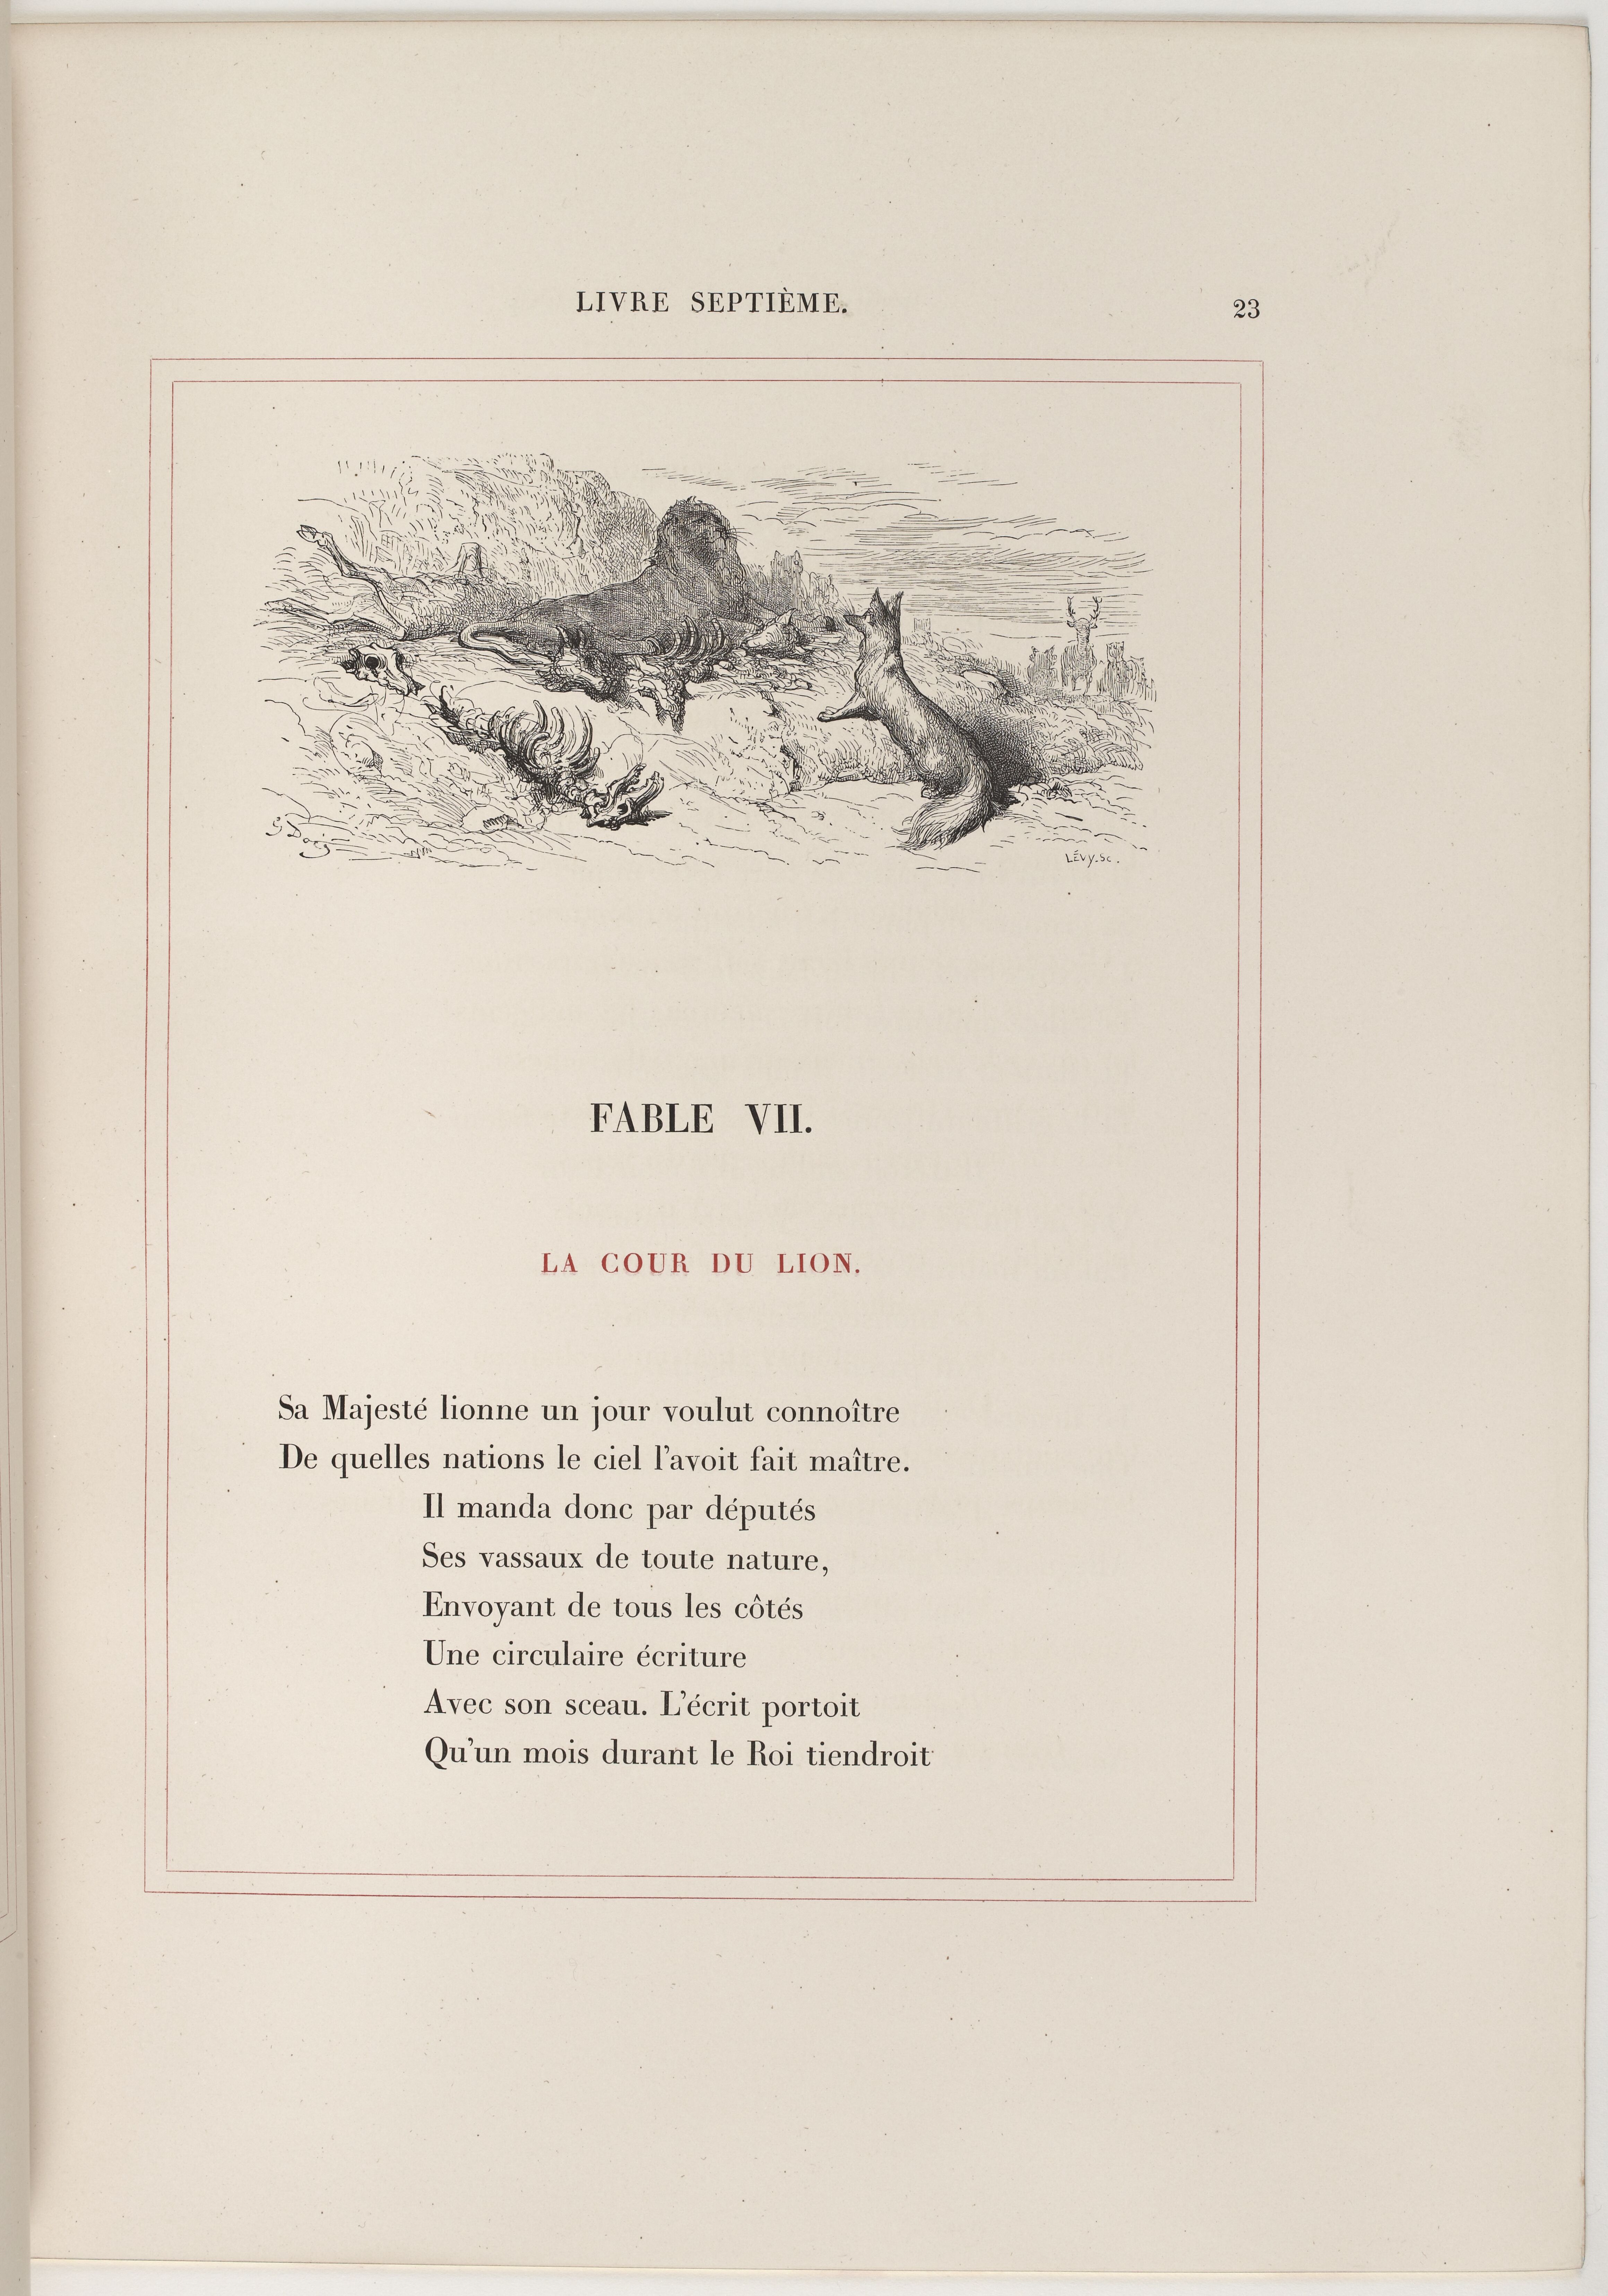 LIVRE SEPTIÈME.
23
G Doré
LÉVY.Sc.
FABLE VII.
LA COUR DU LION.
Sa Majesté lionne un jour voulut connoître
De quelles nations le ciel l'avoit fait maître.
Il manda donc par députés
Ses vassaux de toute nature,
Envoyant de tous les côtés
Une circulaire écriture
Avec son sceau. L'écrit portoit
Qu'un mois durant le Roi tiendroit